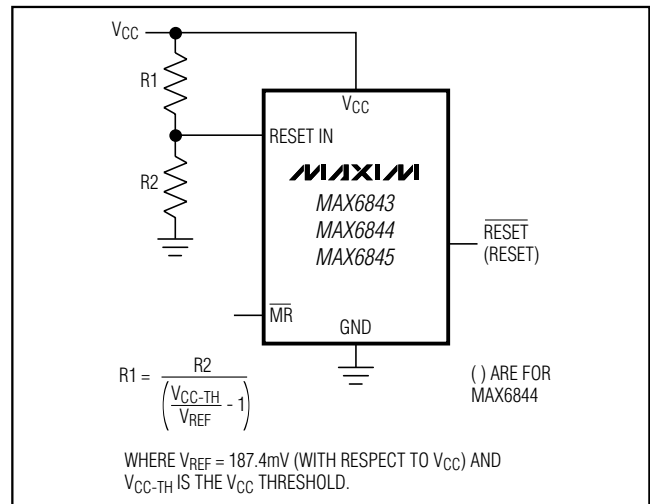 VCC
R1
VCC
RESET IN
R2
MAXIM
MAX6843
MAX6844
MAX6845
RESET
(RESET)
MR
GND
R1 = R2 / (VCC-TH / VREF - 1)
( ) ARE FOR
MAX6844
WHERE VREF = 187.4mV (WITH RESPECT TO VCC) AND
VCC-TH IS THE VCC THRESHOLD.